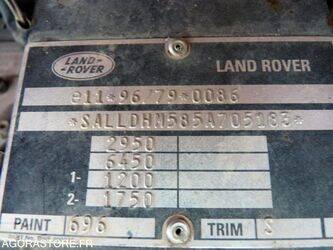 LAND-
-ROVER
LAND ROVER
e11*96/79*0086
*SALLDHN585A705183*
2950
6450
1- 1200
2- 1750
PAINT 696 TRIM S
AGORASTORE.FR